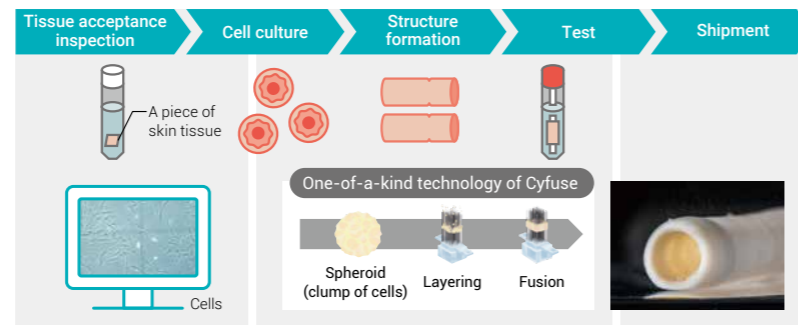 Tissue acceptance
inspection
Cell culture
Structure
formation
Test
Shipment
A piece of
skin tissue
One-of-a-kind technology of Cyfuse
Spheroid
(clump of cells)
Layering
Fusion
Cells